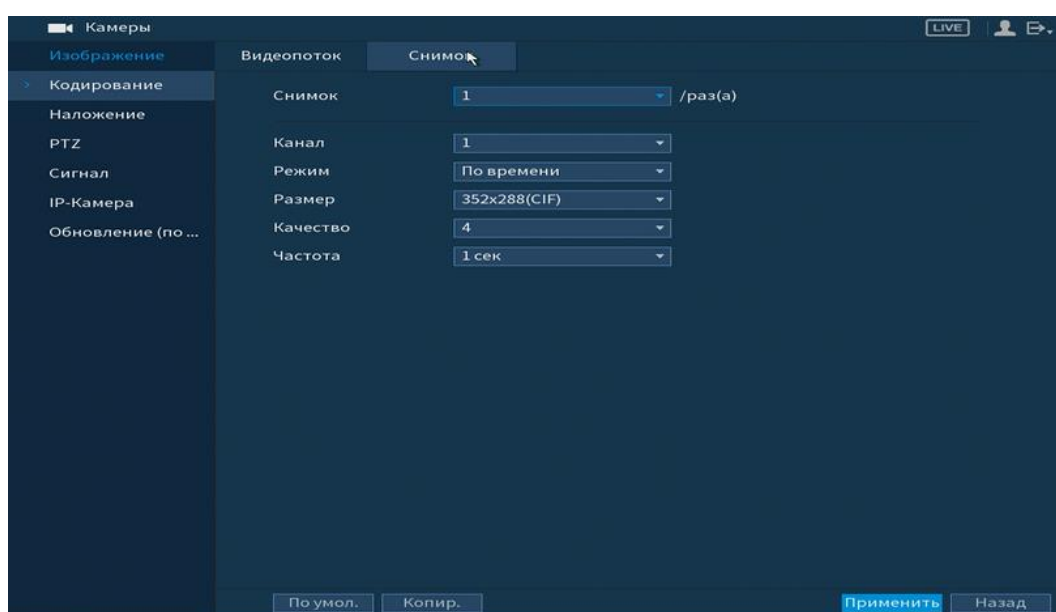 Камеры LIVE
Изображение Видеопоток Снимок
Кодирование
Снимок 1 /раз(а)
Наложение
PTZ Канал 1
Сигнал Режим По времени
IP-Камера Размер 352x288(CIF)
Обновление (по ... Качество 4
Частота 1 сек
По умол. Копир. Применить Назад